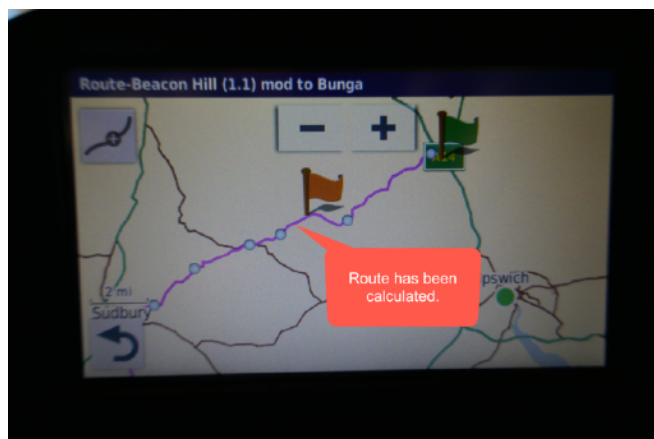 Route-Beacon Hill (1.1) mod to Bunga
Route has been
calculated.
pswich
2 mi
Sudbury